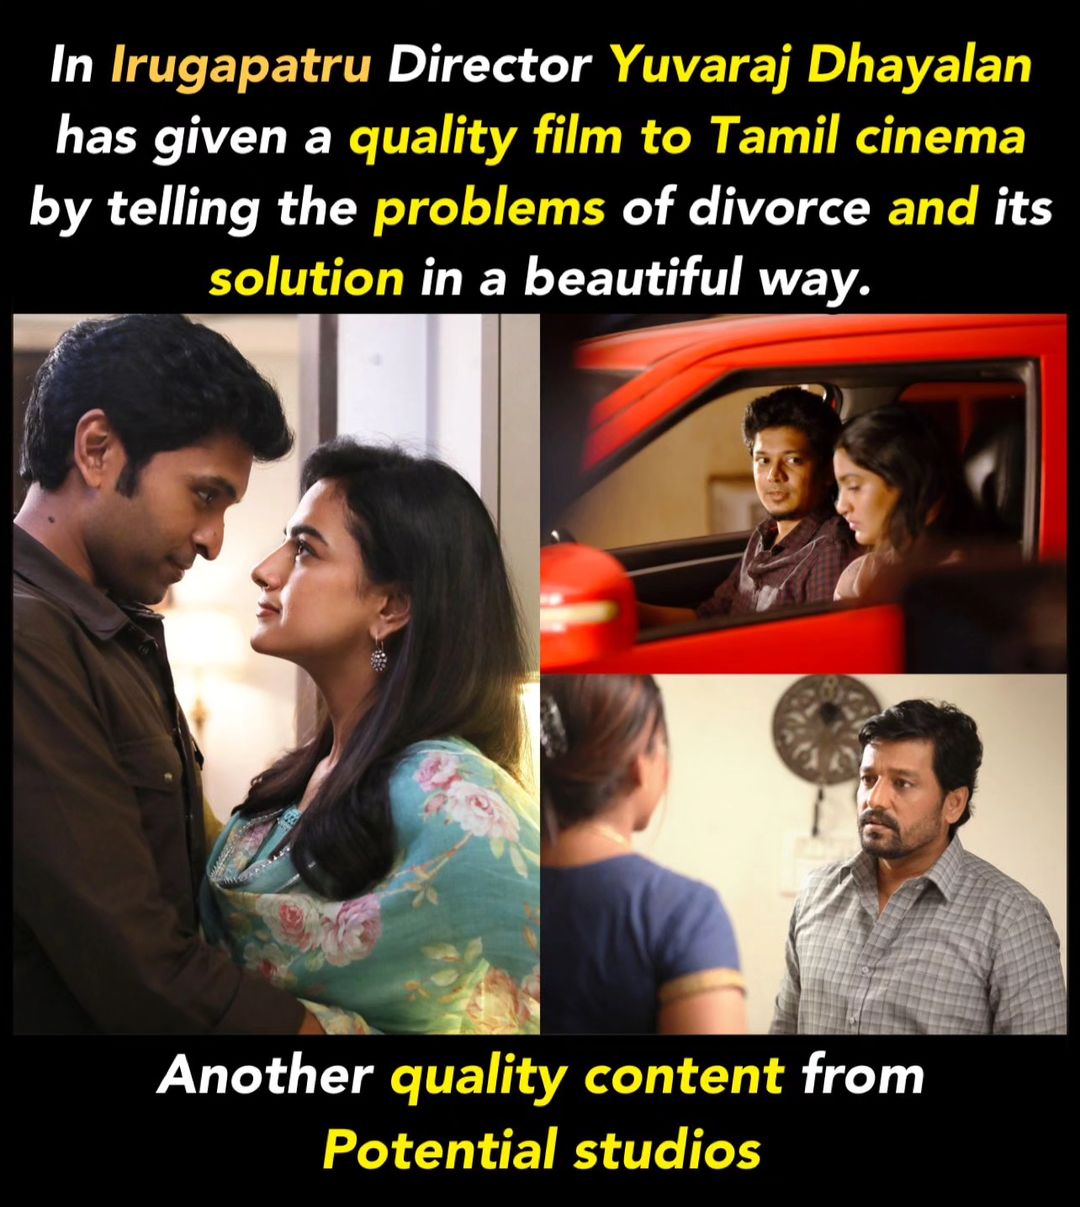 In Irugapatru Director Yuvaraj Dhayalan
has given a quality film to Tamil cinema
by telling the problems of divorce and its
solution in a beautiful way.
Another quality content from
Potential studios